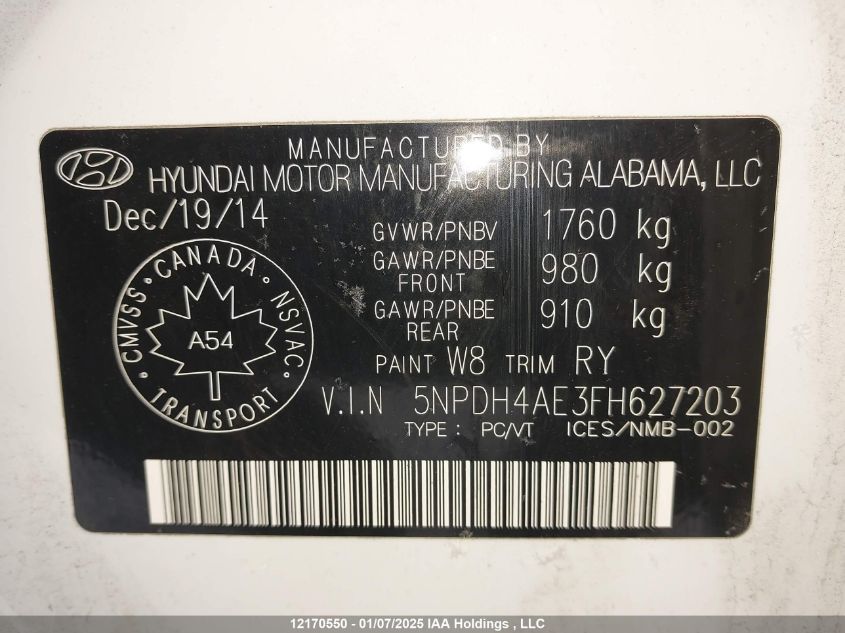 MANUFACTURED BY
HYUNDAI MOTOR MANUFACTURING ALABAMA, LLC
Dec/19/14
GVWR/PNBV 1760 kg
GAWR/PNBE FRONT 980 kg
GAWR/PNBE REAR 910 kg
CMVSS · CANADA · NSVAC · TRANSPORT ·
A54
PAINT W8 TRIM RY
V.I.N 5NPDH4AE3FH627203
TYPE : PC/VT ICES/NMB-002
12170550 - 01/07/2025 IAA Holdings , LLC